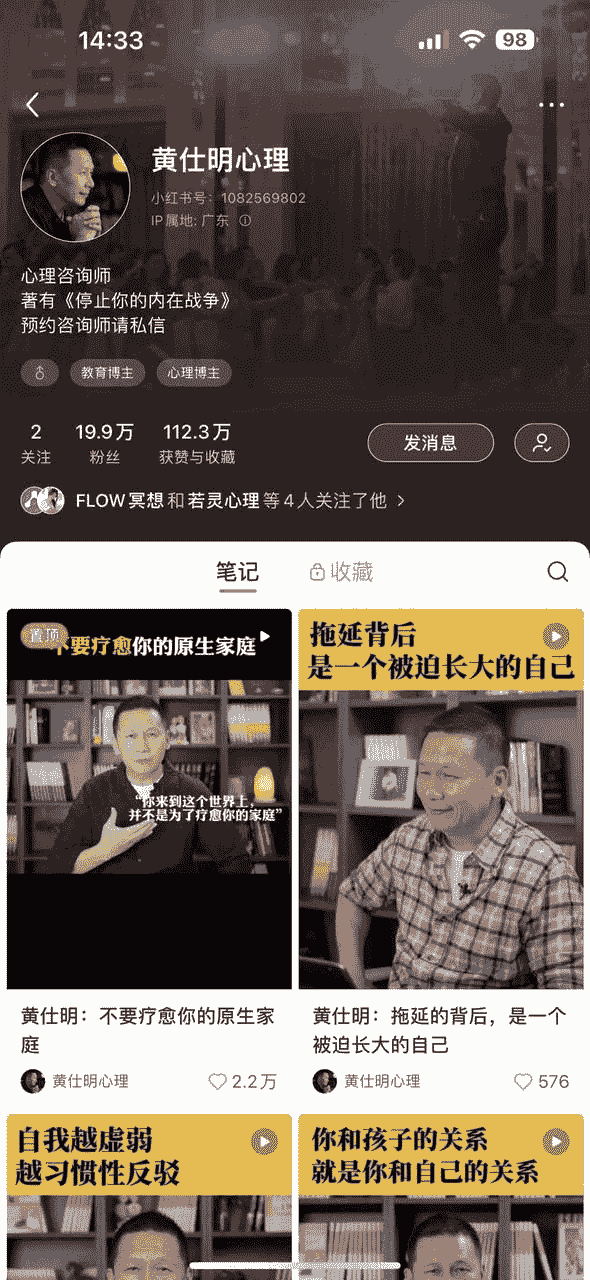 14:33
98
黄仕明心理
小红书号：1082569802
IP属地: 广东
心理咨询师
著有《停止你的内在战争》
预约咨询师请私信
教育博主
心理博主
2
19.9万
112.3万
关注
粉丝
获赞与收藏
发消息
FLOW冥想和若灵心理等4人关注了他
笔记
收藏
置顶
不要疗愈你的原生家庭
“你来到这个世界上，
并不是为了疗愈你的家庭”
黄仕明：不要疗愈你的原生家
庭
黄仕明心理
2.2万
拖延背后
是一个被迫长大的自己
黄仕明：拖延的背后，是一个
被迫长大的自己
黄仕明心理
576
自我越虚弱
越习惯性反驳
你和孩子的关系
就是你和自己的关系